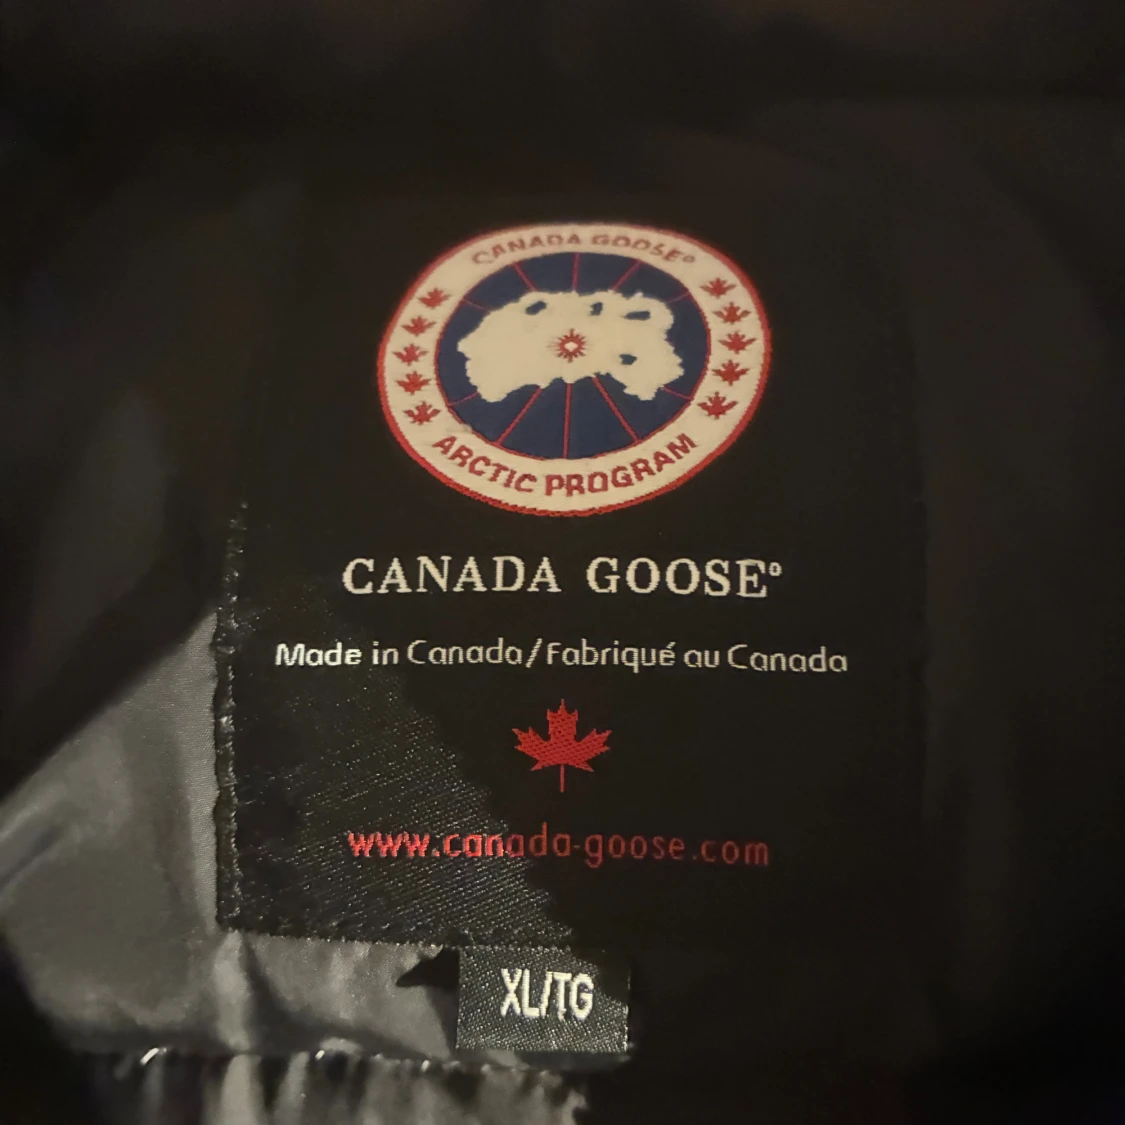 CANADA GOOSE®
ARCTIC PROGRAM
CANADA GOOSE®
Made in Canada/Fabriqué au Canada
www.canada-goose.com
XL/TG